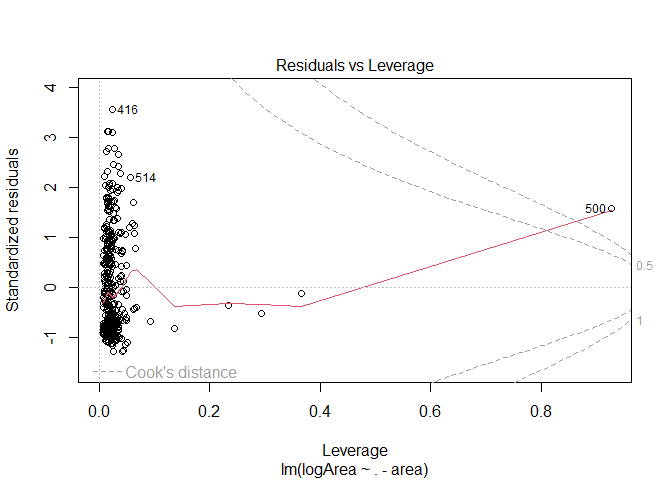 Residuals vs Leverage
Standardized residuals
4
3
2
1
0
-1
416
514
500
0.5
1
Cook's distance
0.0 0.2 0.4 0.6 0.8
Leverage
lm(logArea ~ . - area)